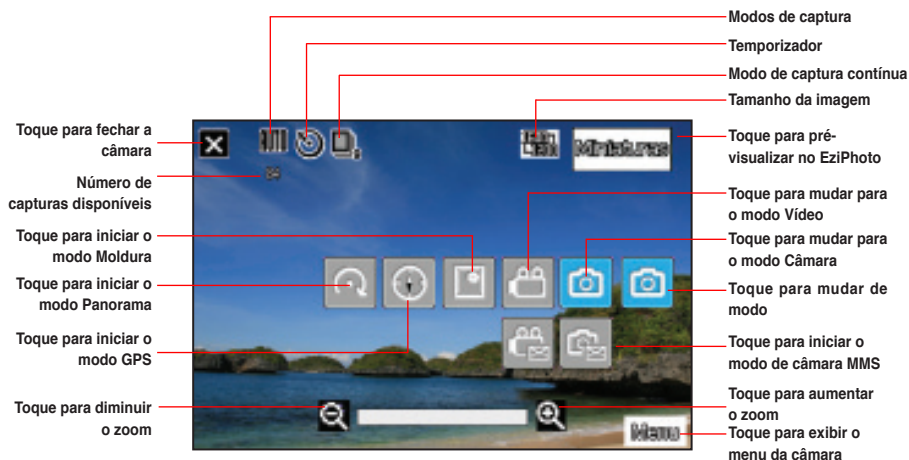 Modos de captura
Temporizador
Modo de captura contínua
Tamanho da imagem
Toque para fechar a
câmara
Número de
capturas disponíveis
Toque para iniciar o
modo Moldura
Toque para iniciar o
modo Panorama
Toque para iniciar o
modo GPS
Toque para diminuir
o zoom
Miniaturas
Menu
Toque para pré-
visualizar no EziPhoto
Toque para mudar para
o modo Vídeo
Toque para mudar para
o modo Câmara
Toque para mudar de
modo
Toque para iniciar o
modo de câmara MMS
Toque para aumentar
o zoom
Toque para exibir o
menu da câmara